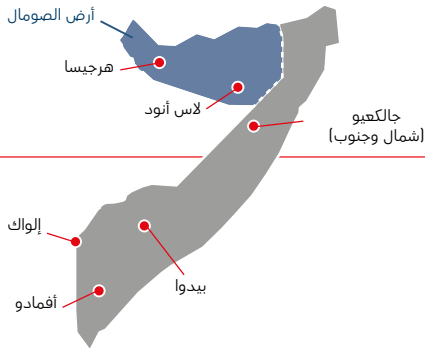 أرض الصومال
هرجيسا
لاس أنود
جالكعيو
(شمال وجنوب)
إلواك
بيدوا
أفمادو